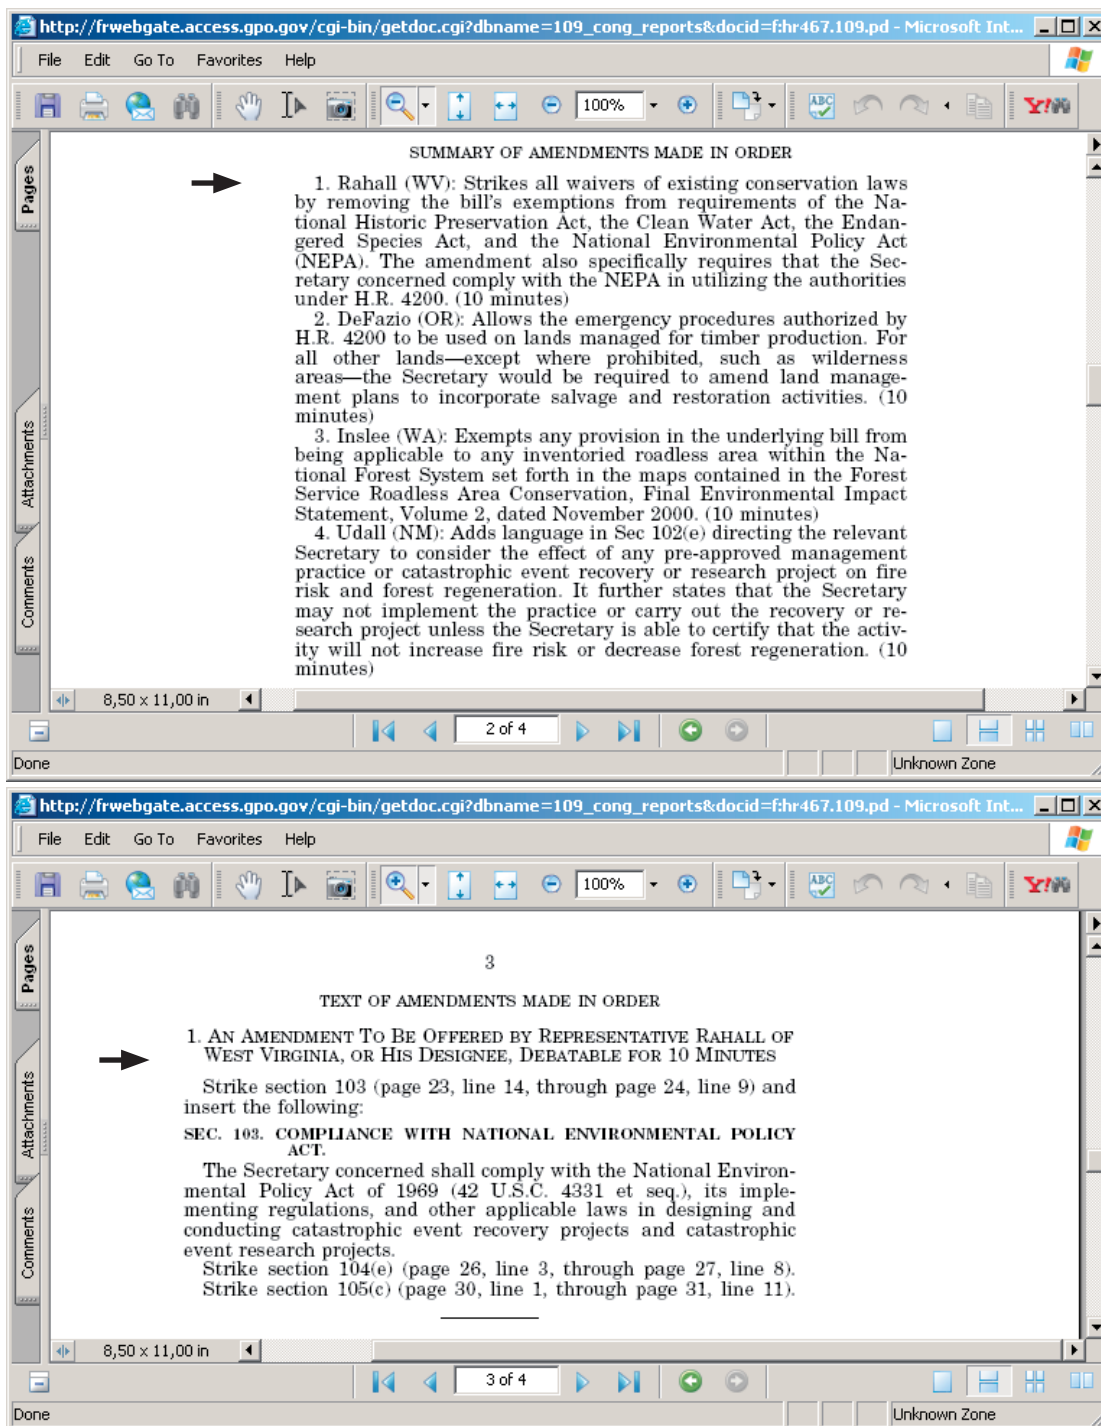 http://frwebgate.access.gpo.gov/cgi-bin/getdoc.cgi?dbname=109_cong_reports&docid=f:hr467.109.pd - Microsoft Int...
File Edit Go To Favorites Help
100%
ABC
Y!
Pages
Attachments
Comments
SUMMARY OF AMENDMENTS MADE IN ORDER
1. Rahall (WV): Strikes all waivers of existing conservation laws
by removing the bill's exemptions from requirements of the Na-
tional Historic Preservation Act, the Clean Water Act, the Endan-
gered Species Act, and the National Environmental Policy Act
(NEPA). The amendment also specifically requires that the Sec-
retary concerned comply with the NEPA in utilizing the authorities
under H.R. 4200. (10 minutes)
2. DeFazio (OR): Allows the emergency procedures authorized by
H.R. 4200 to be used on lands managed for timber production. For
all other lands—except where prohibited, such as wilderness
areas—the Secretary would be required to amend land manage-
ment plans to incorporate salvage and restoration activities. (10
minutes)
3. Inslee (WA): Exempts any provision in the underlying bill from
being applicable to any inventoried roadless area within the Na-
tional Forest System set forth in the maps contained in the Forest
Service Roadless Area Conservation, Final Environmental Impact
Statement, Volume 2, dated November 2000. (10 minutes)
4. Udall (NM): Adds language in Sec 102(e) directing the relevant
Secretary to consider the effect of any pre-approved management
practice or catastrophic event recovery or research project on fire
risk and forest regeneration. It further states that the Secretary
may not implement the practice or carry out the recovery or re-
search project unless the Secretary is able to certify that the activ-
ity will not increase fire risk or decrease forest regeneration. (10
minutes)
8,50 x 11,00 in
2 of 4
Done
Unknown Zone
http://frwebgate.access.gpo.gov/cgi-bin/getdoc.cgi?dbname=109_cong_reports&docid=f:hr467.109.pd - Microsoft Int...
File Edit Go To Favorites Help
100%
ABC
Y!
Pages
Attachments
Comments
3
TEXT OF AMENDMENTS MADE IN ORDER
1. AN AMENDMENT TO BE OFFERED BY REPRESENTATIVE RAHALL OF
WEST VIRGINIA, OR HIS DESIGNEE, DEBATABLE FOR 10 MINUTES
Strike section 103 (page 23, line 14, through page 24, line 9) and
insert the following:
SEC. 103. COMPLIANCE WITH NATIONAL ENVIRONMENTAL POLICY
ACT.
The Secretary concerned shall comply with the National Environ-
mental Policy Act of 1969 (42 U.S.C. 4331 et seq.), its imple-
menting regulations, and other applicable laws in designing and
conducting catastrophic event recovery projects and catastrophic
event research projects.
Strike section 104(e) (page 26, line 3, through page 27, line 8).
Strike section 105(c) (page 30, line 1, through page 31, line 11).
8,50 x 11,00 in
3 of 4
Done
Unknown Zone